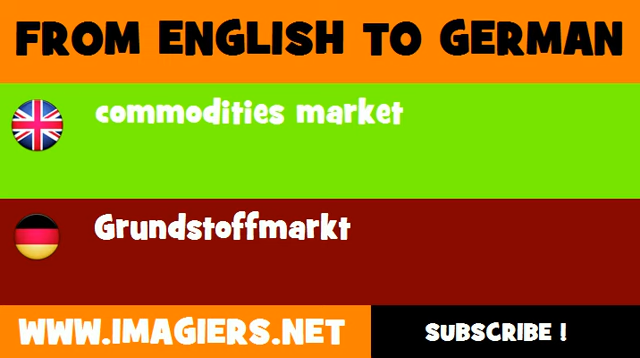 FROM ENGLISH TO GERMAN
commodities market
Grundstoffmarkt
WWW.IMAGIERS.NET
SUBSCRIBE !